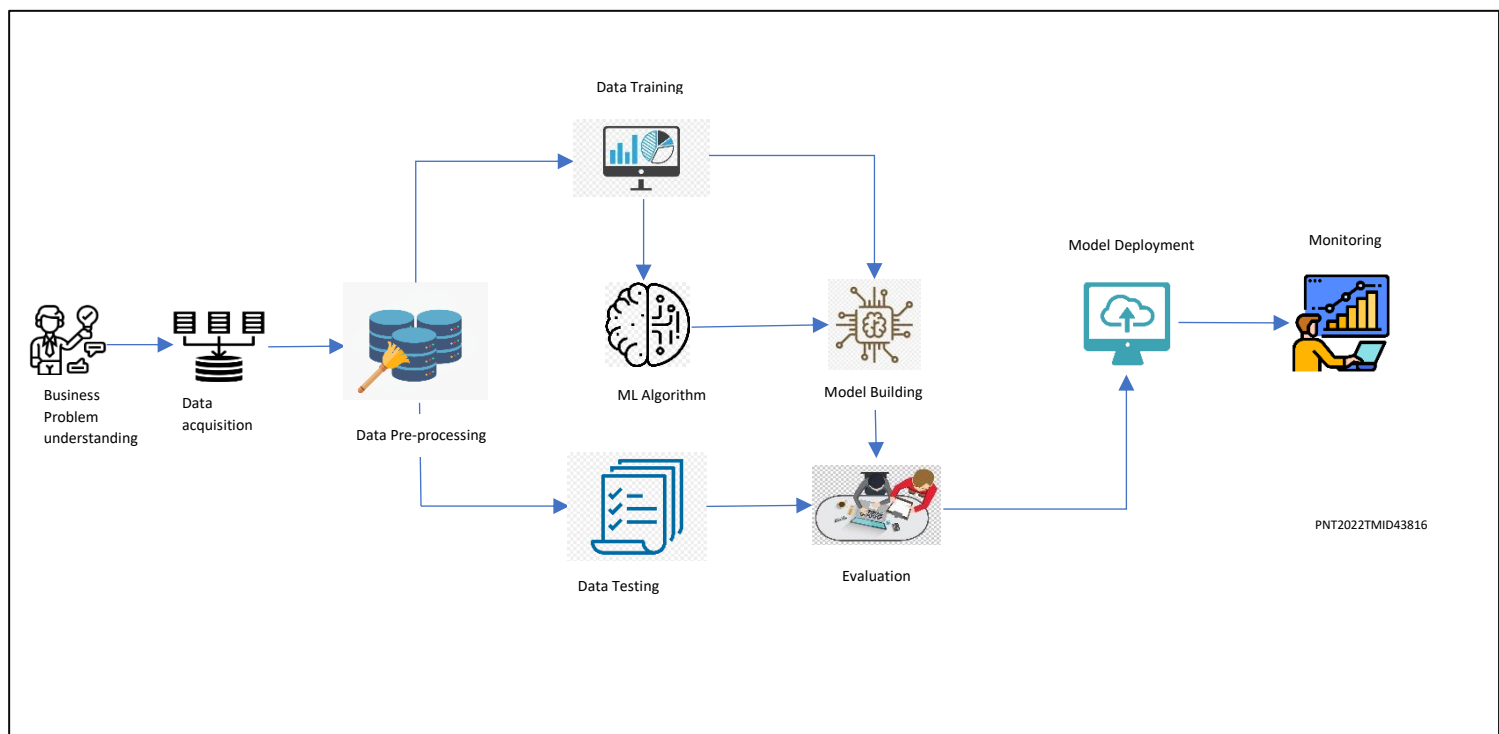 Data Training
Model Deployment
Monitoring
Business
Problem
understanding
Data
acquisition
Data Pre-processing
ML Algorithm
Model Building
Data Testing
Evaluation
PNT2022TMID43816